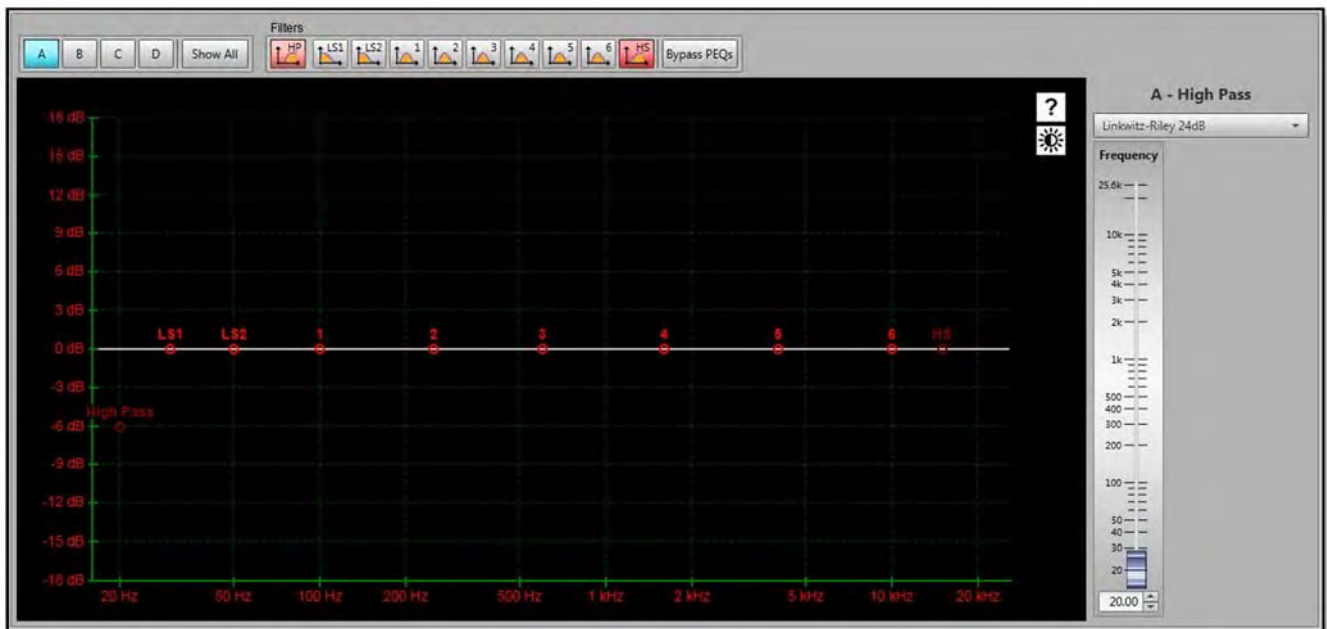 Filters
A B C D Show All HP LS1 LS2 1 2 3 4 5 6 HS Bypass PEQs
A - High Pass
Linkwitz-Riley 24dB
Frequency
?
18 dB
15 dB
12 dB
9 dB
6 dB
3 dB
0 dB
-3 dB
-6 dB
-9 dB
-12 dB
-15 dB
-18 dB
LS1 LS2 1 2 3 4 5 6 HS
High Pass
20 Hz 50 Hz 100 Hz 200 Hz 500 Hz 1 kHz 2 kHz 5 kHz 10 kHz 20 kHz
25.6k
10k
5k
4k
3k
2k
1k
500
400
300
200
100
50
40
30
20
20.00